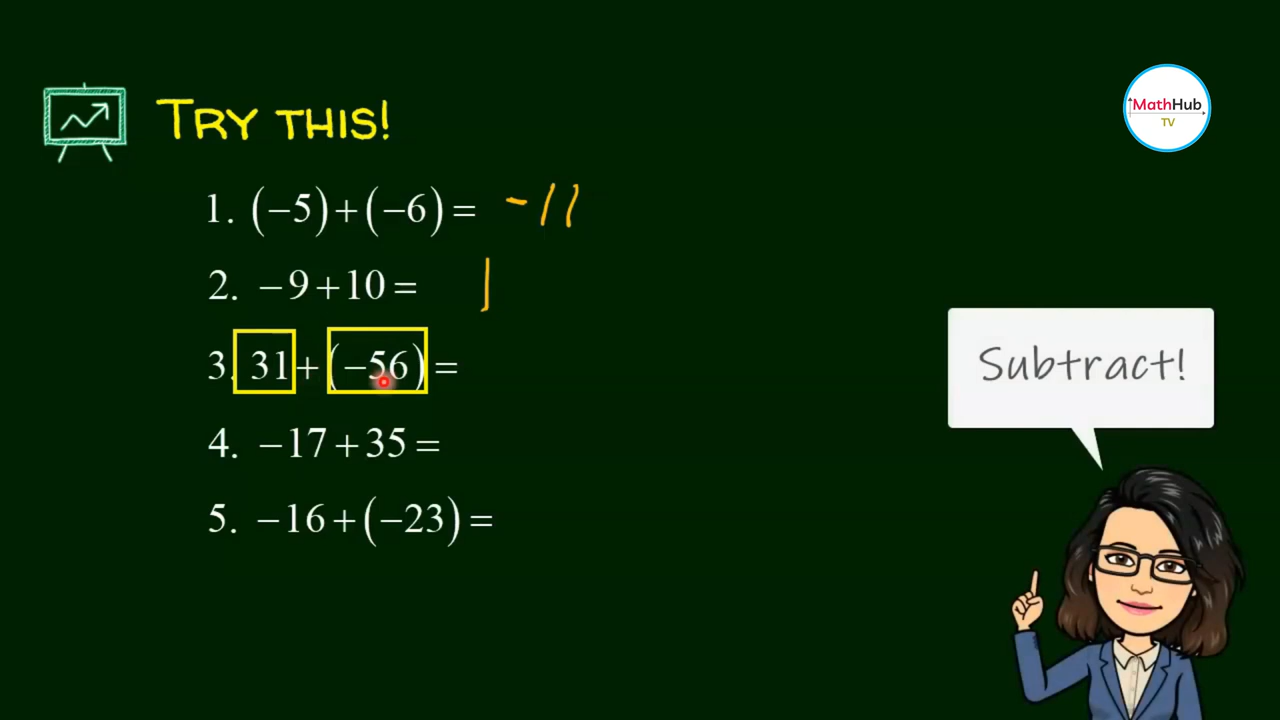 MathHub
TV
TRY THIS!
1. (−5)+(−6)= -11
2. −9+10= 1
3. 31+(−56)=
Subtract!
4. −17+35=
5. −16+(−23)=